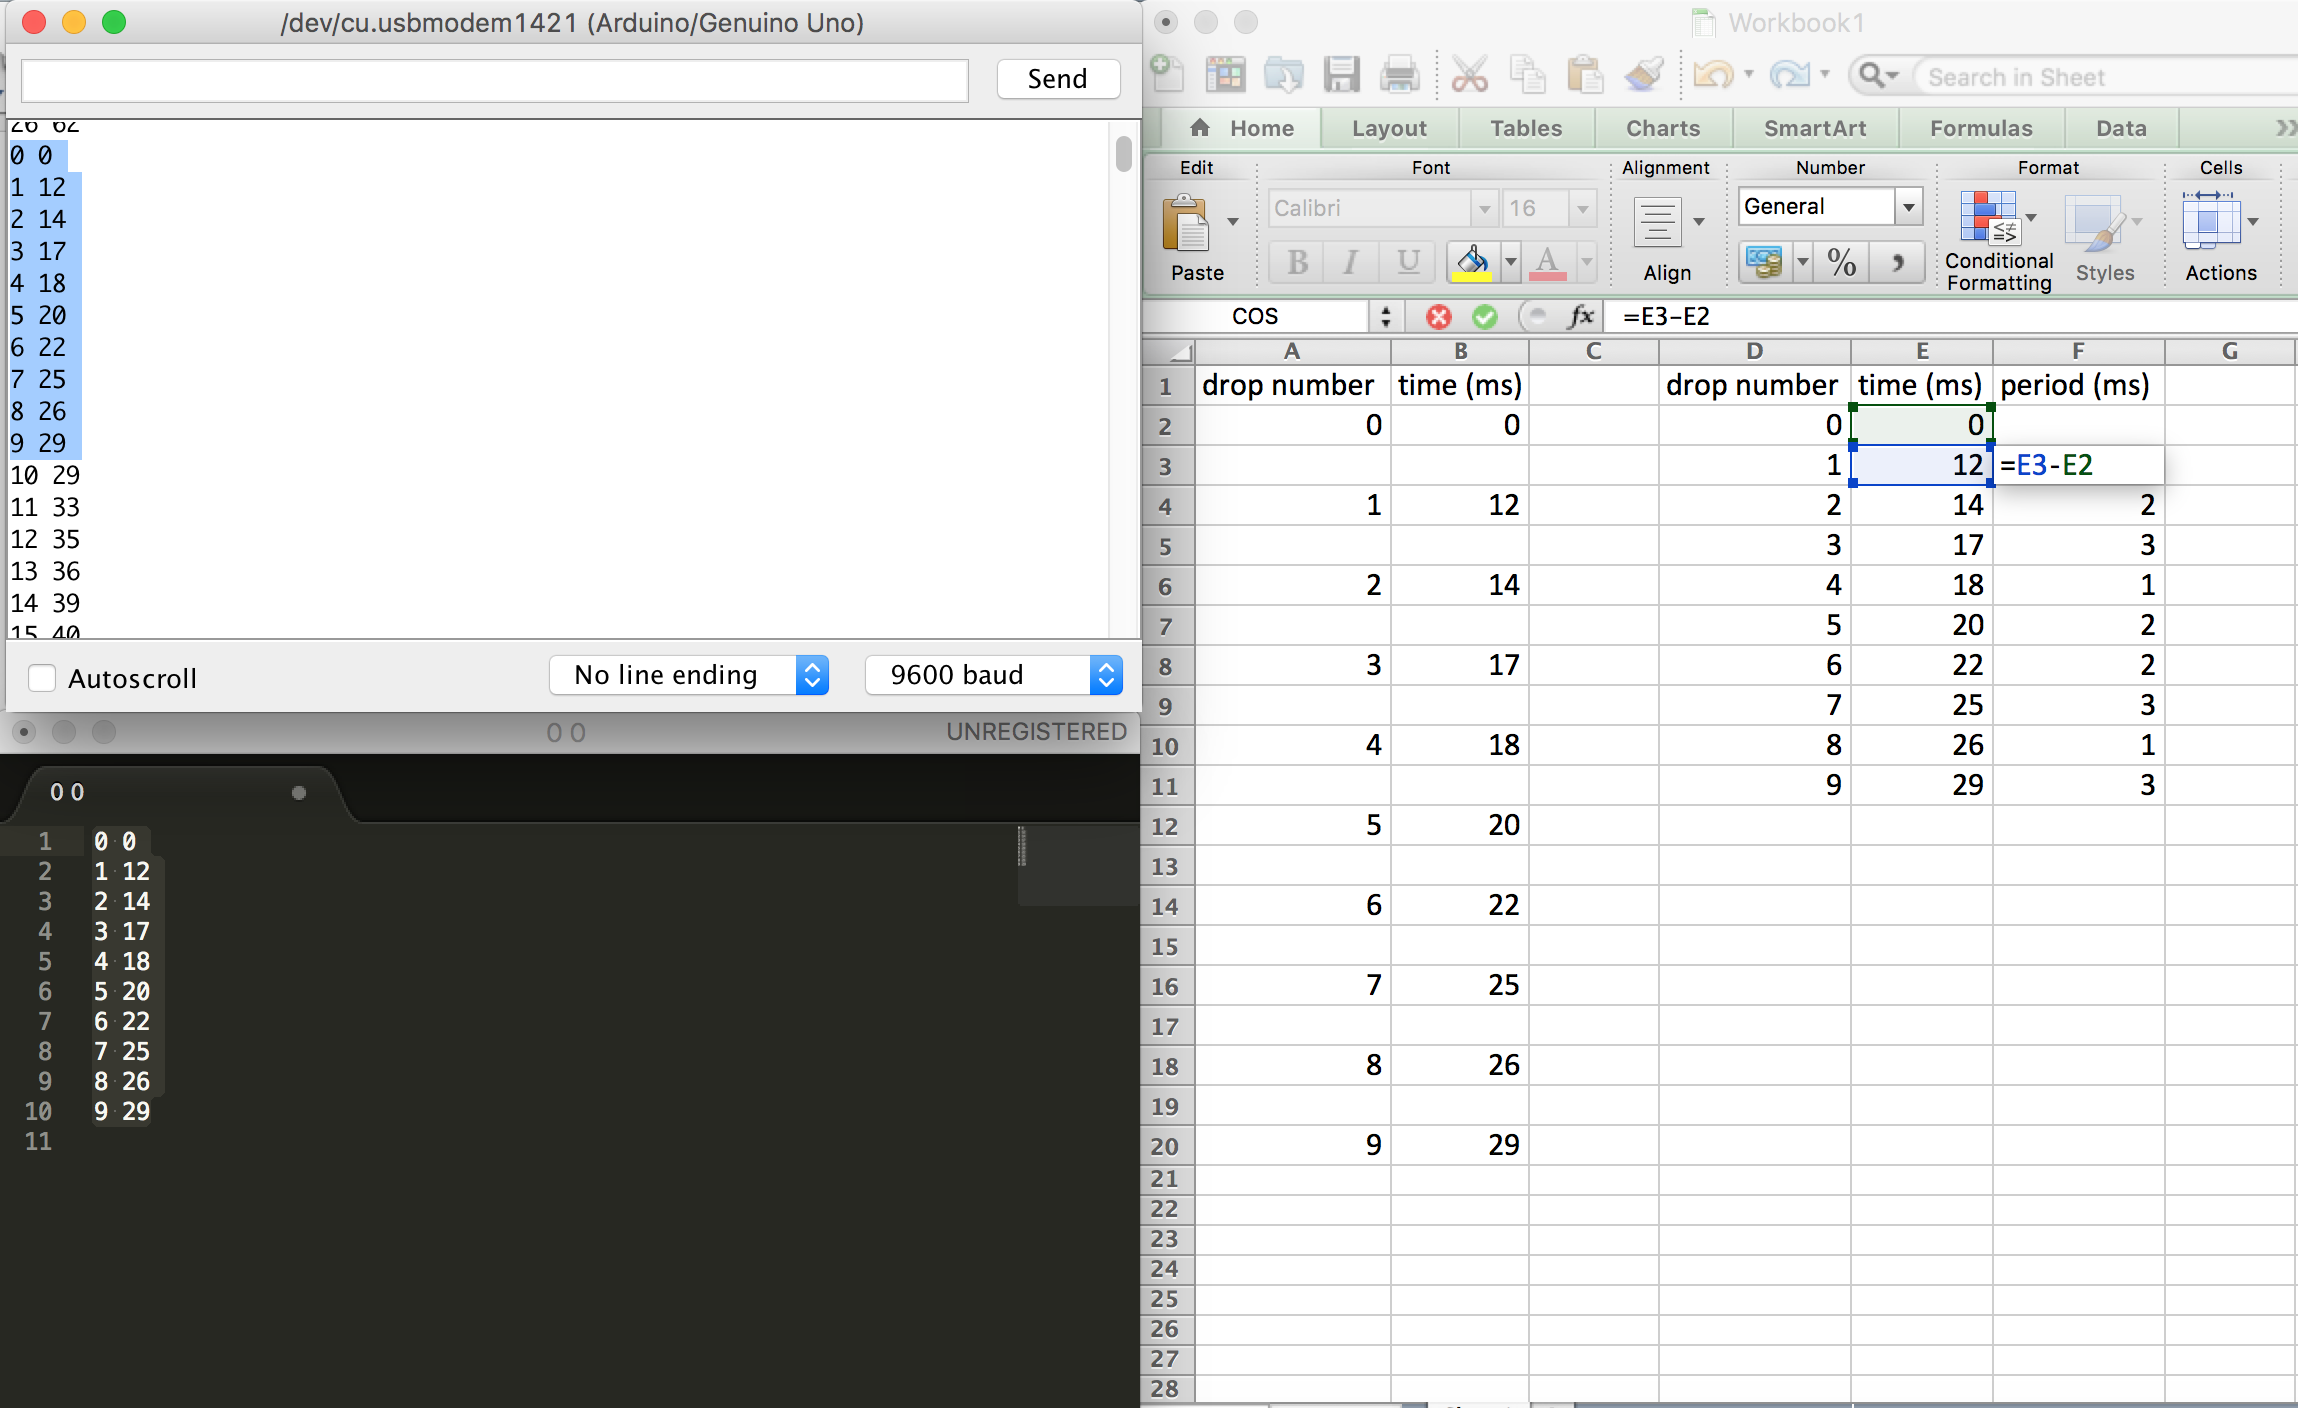 /dev/cu.usbmodem1421 (Arduino/Genuino Uno)
Send
26 62
0 0
1 12
2 14
3 17
4 18
5 20
6 22
7 25
8 26
9 29
10 29
11 33
12 35
13 36
14 39
15 40
Autoscroll
No line ending
9600 baud
0 0
UNREGISTERED
0 0
1 0 0
2 1 12
3 2 14
4 3 17
5 4 18
6 5 20
7 6 22
8 7 25
9 8 26
10 9 29
11
Workbook1
Search in Sheet
Home Layout Tables Charts SmartArt Formulas Data
Edit Font Alignment Number Format Cells
Calibri 16 General
B I U A %
Paste Align Conditional Formatting Styles Actions
COS fx =E3-E2
A B C D E F G
1 drop number time (ms) drop number time (ms) period (ms)
2 0 0 0 0
3 1 12 =E3-E2
4 1 12 2 14 2
5 3 17 3
6 2 14 4 18 1
7 5 20 2
8 3 17 6 22 2
9 7 25 3
10 4 18 8 26 1
11 9 29 3
12 5 20
13
14 6 22
15
16 7 25
17
18 8 26
19
20 9 29
21
22
23
24
25
26
27
28